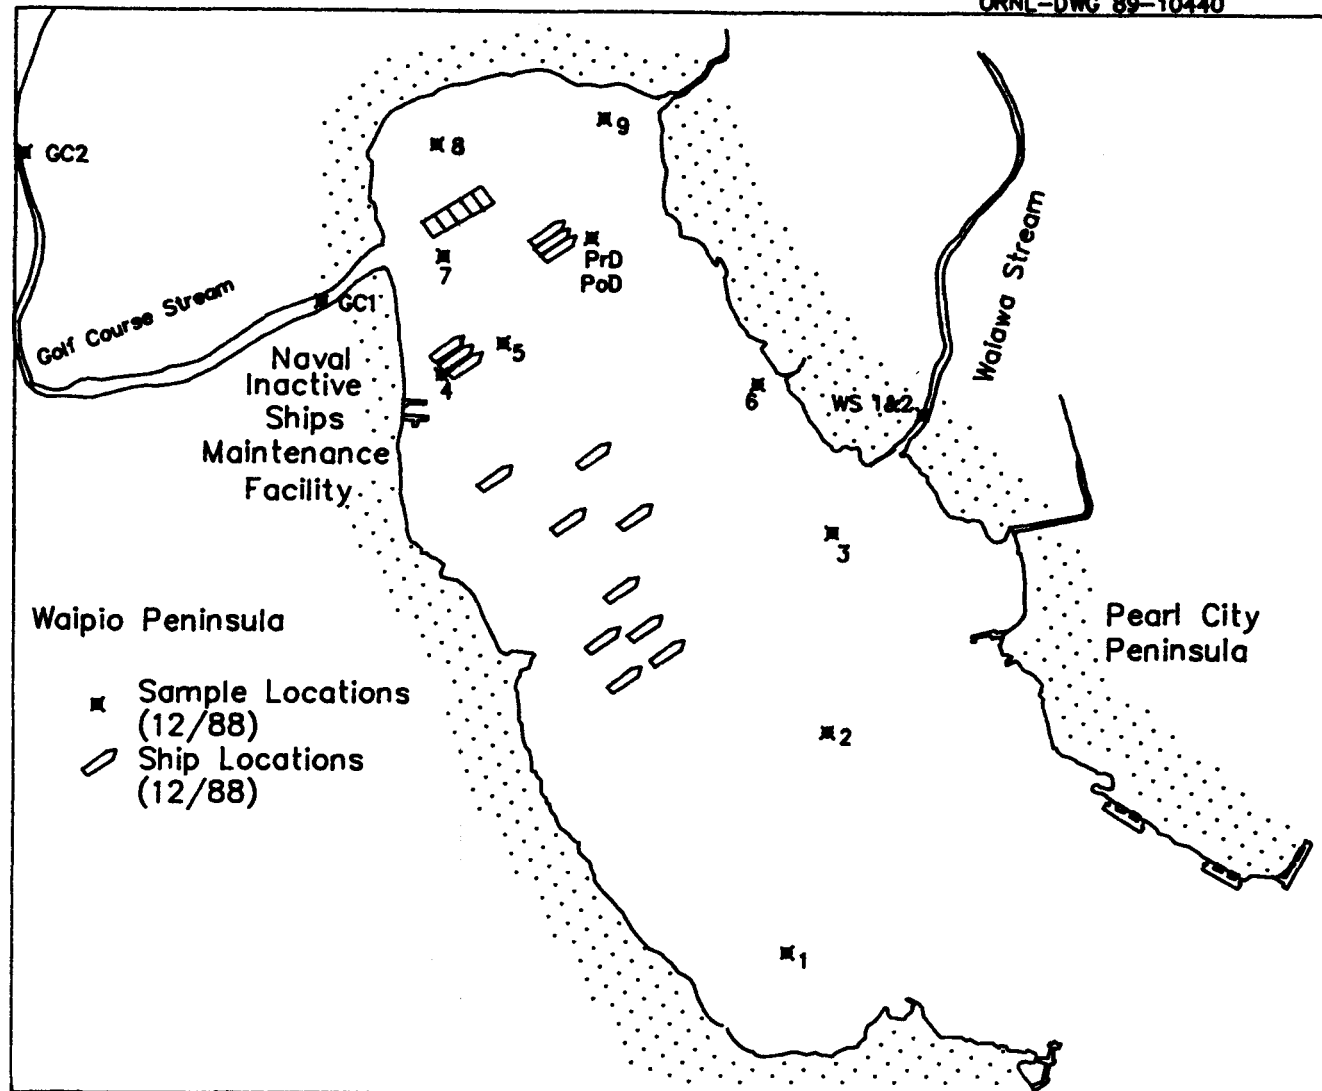 ORNL-DWG 89-10440
9
8
GC2
7
PrD
PoD
Waiawa Stream
GC1
Golf Course Stream
5
4
6
WS 1&2
Naval
Inactive
Ships
Maintenance
Facility
3
Waipio Peninsula
Pearl City
Peninsula
Sample Locations
(12/88)
Ship Locations
(12/88)
2
1